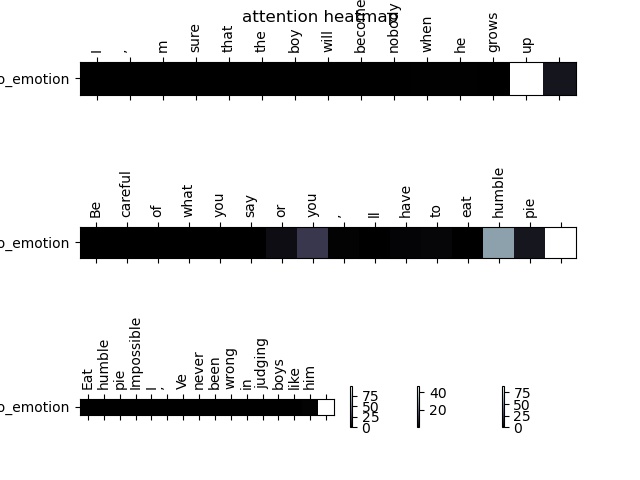 attention heatmap
I , m sure that the boy will become nobody when he grows up
o_emotion
Be careful of what you say or you , ll have to eat humble pie
o_emotion
Eat humble pie Impossible I , Ve never been wrong in judging boys like him
o_emotion
75 50 25 0
40 20
75 50 25 0